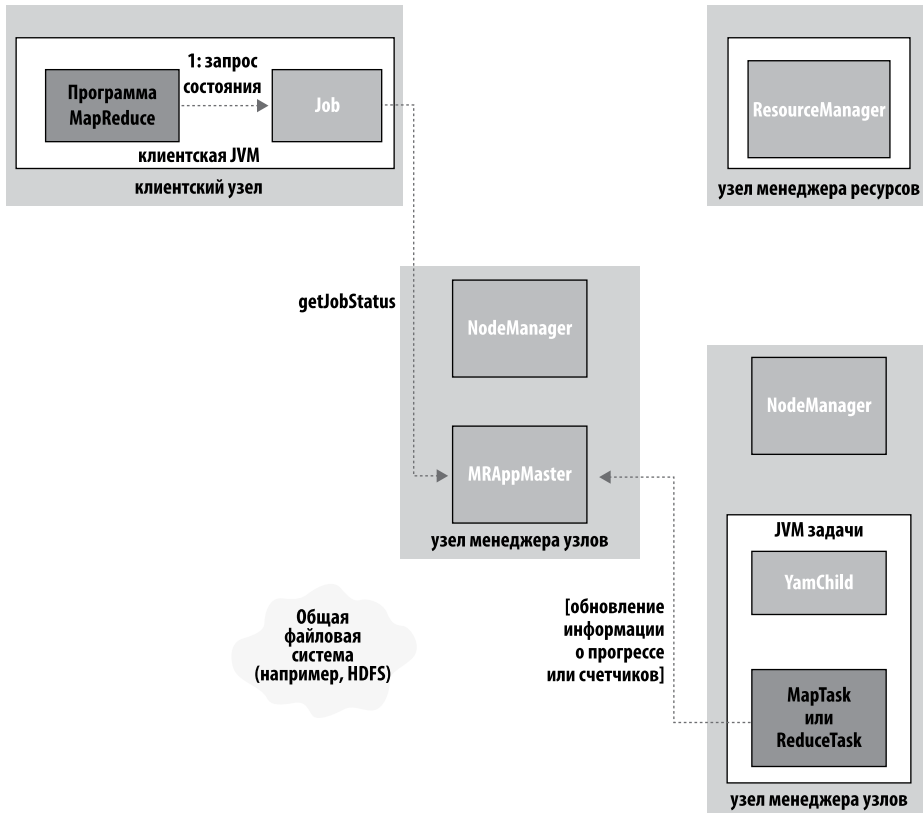 1: запрос
состояния
Программа
MapReduce
Job
клиентская JVM
клиентский узел
ResourceManager
узел менеджера ресурсов
getJobStatus
NodeManager
MRAppMaster
узел менеджера узлов
NodeManager
JVM задачи
YamChild
MapTask
или
ReduceTask
узел менеджера узлов
[обновление
информации
о прогрессе
или счетчиков]
Общая
файловая
система
(например, HDFS)